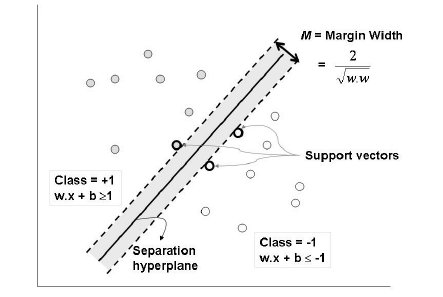 M = Margin Width
= 2
√w.w
Support vectors
Class = +1
w.x + b ≥1
Separation
hyperplane
Class = -1
w.x + b ≤ -1